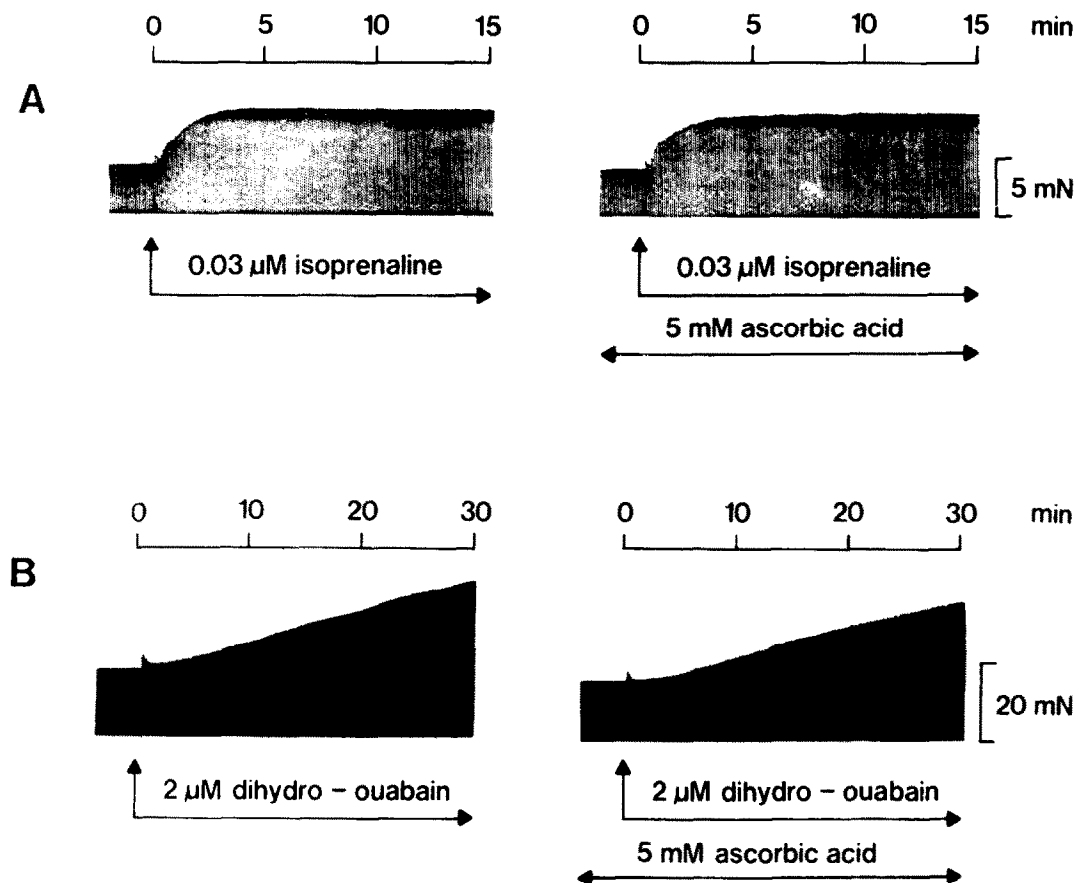 0 5 10 15 0 5 10 15 min
A
5 mN
0.03 µM isoprenaline 0.03 µM isoprenaline
5 mM ascorbic acid
0 10 20 30 0 10 20 30 min
B
20 mN
2 µM dihydro – ouabain 2 µM dihydro – ouabain
5 mM ascorbic acid